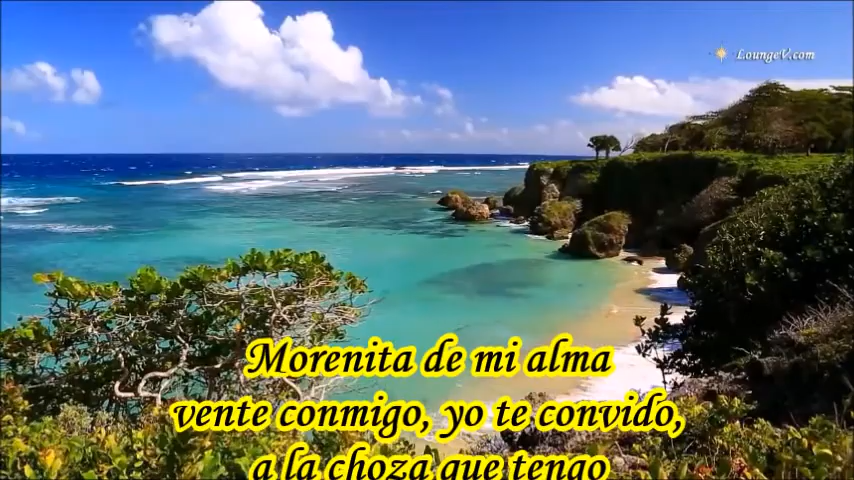 LoungeV.com
Morenita de mi alma
vente conmigo, yo te convido,
a la choza que tengo